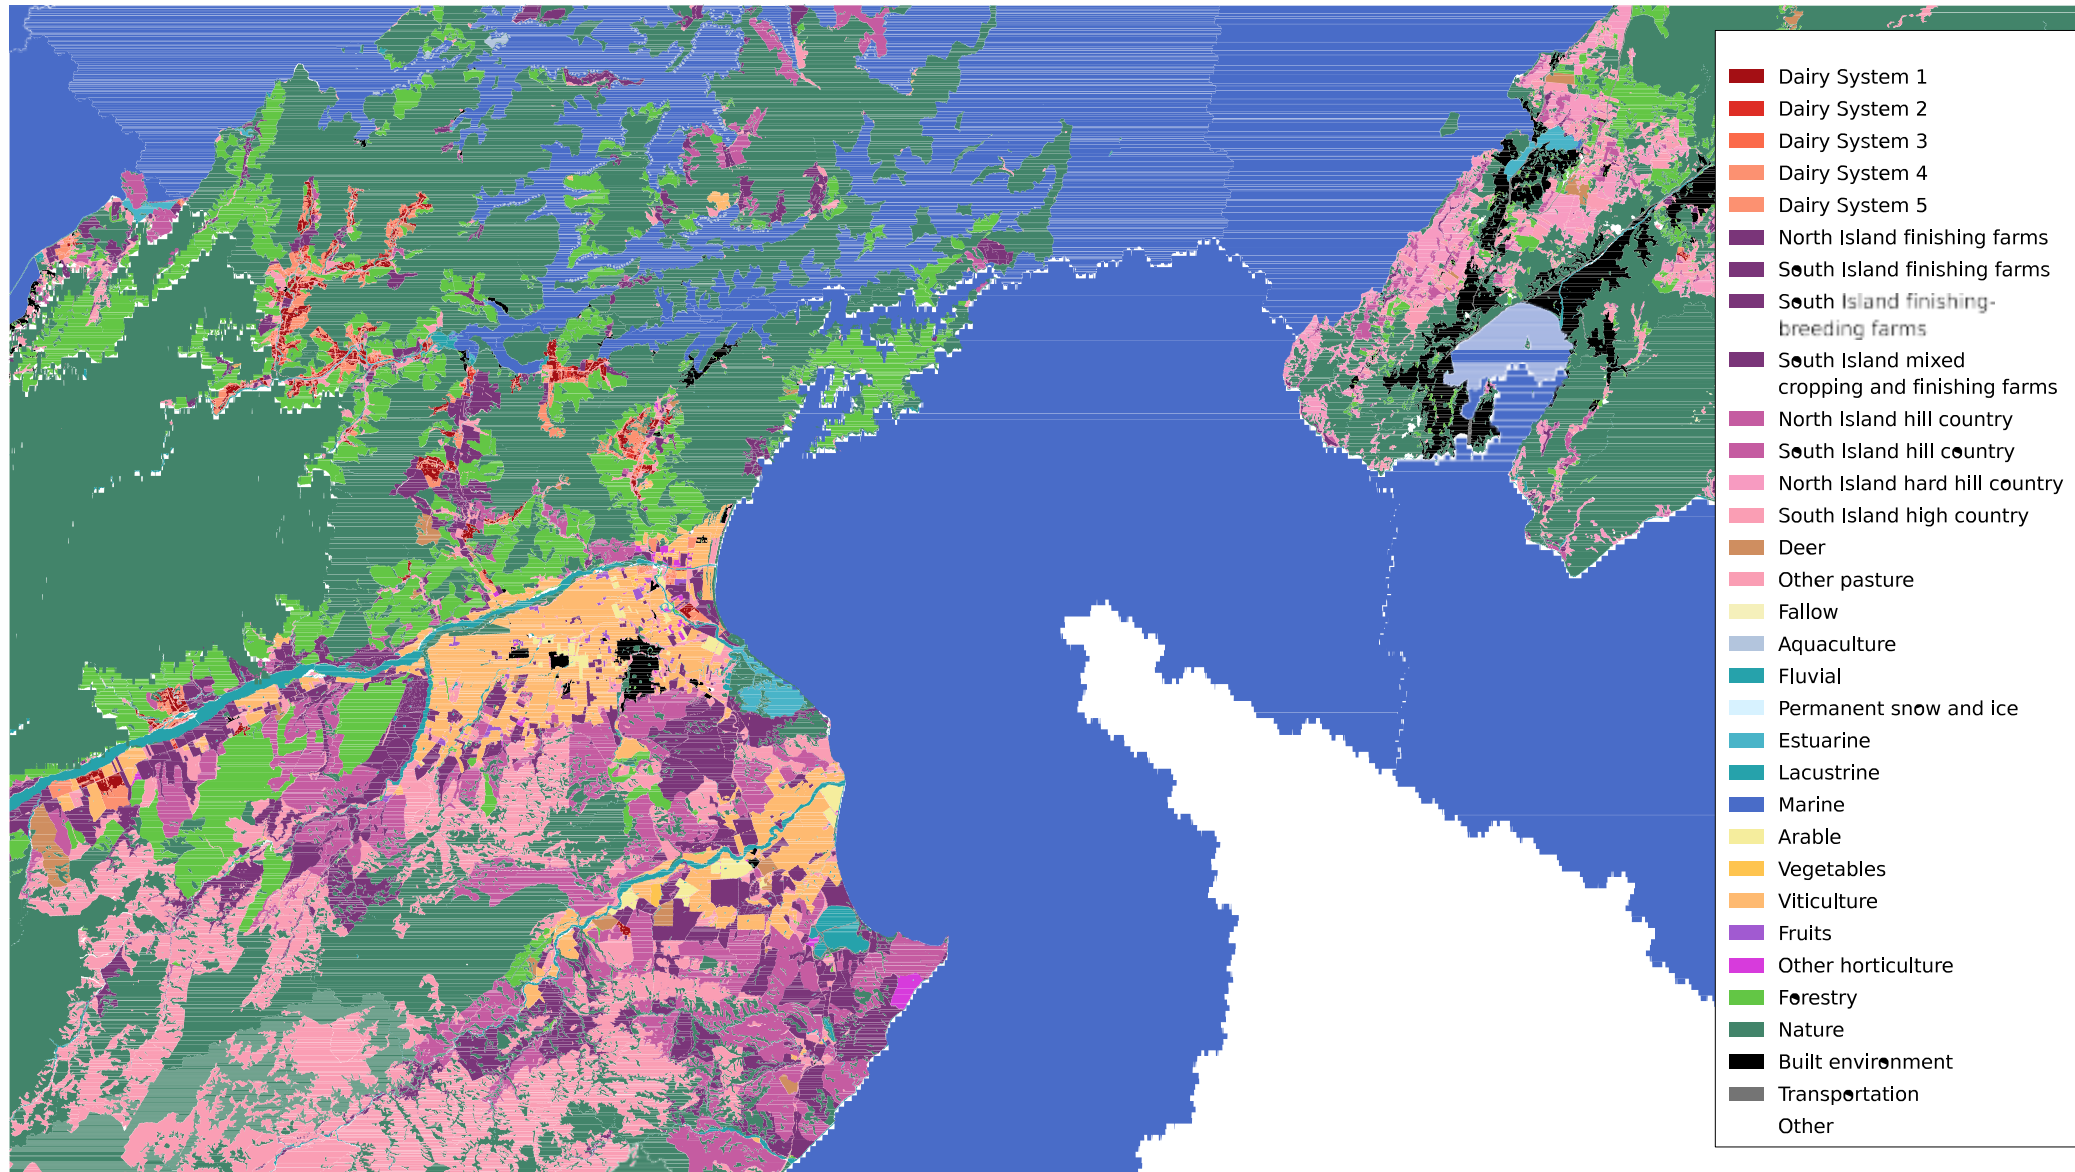 Dairy System 1
Dairy System 2
Dairy System 3
Dairy System 4
Dairy System 5
North Island finishing farms
South Island finishing farms
South Island finishing-
breeding farms
South Island mixed
cropping and finishing farms
North Island hill country
South Island hill country
North Island hard hill country
South Island high country
Deer
Other pasture
Fallow
Aquaculture
Fluvial
Permanent snow and ice
Estuarine
Lacustrine
Marine
Arable
Vegetables
Viticulture
Fruits
Other horticulture
Forestry
Nature
Built environment
Transportation
Other